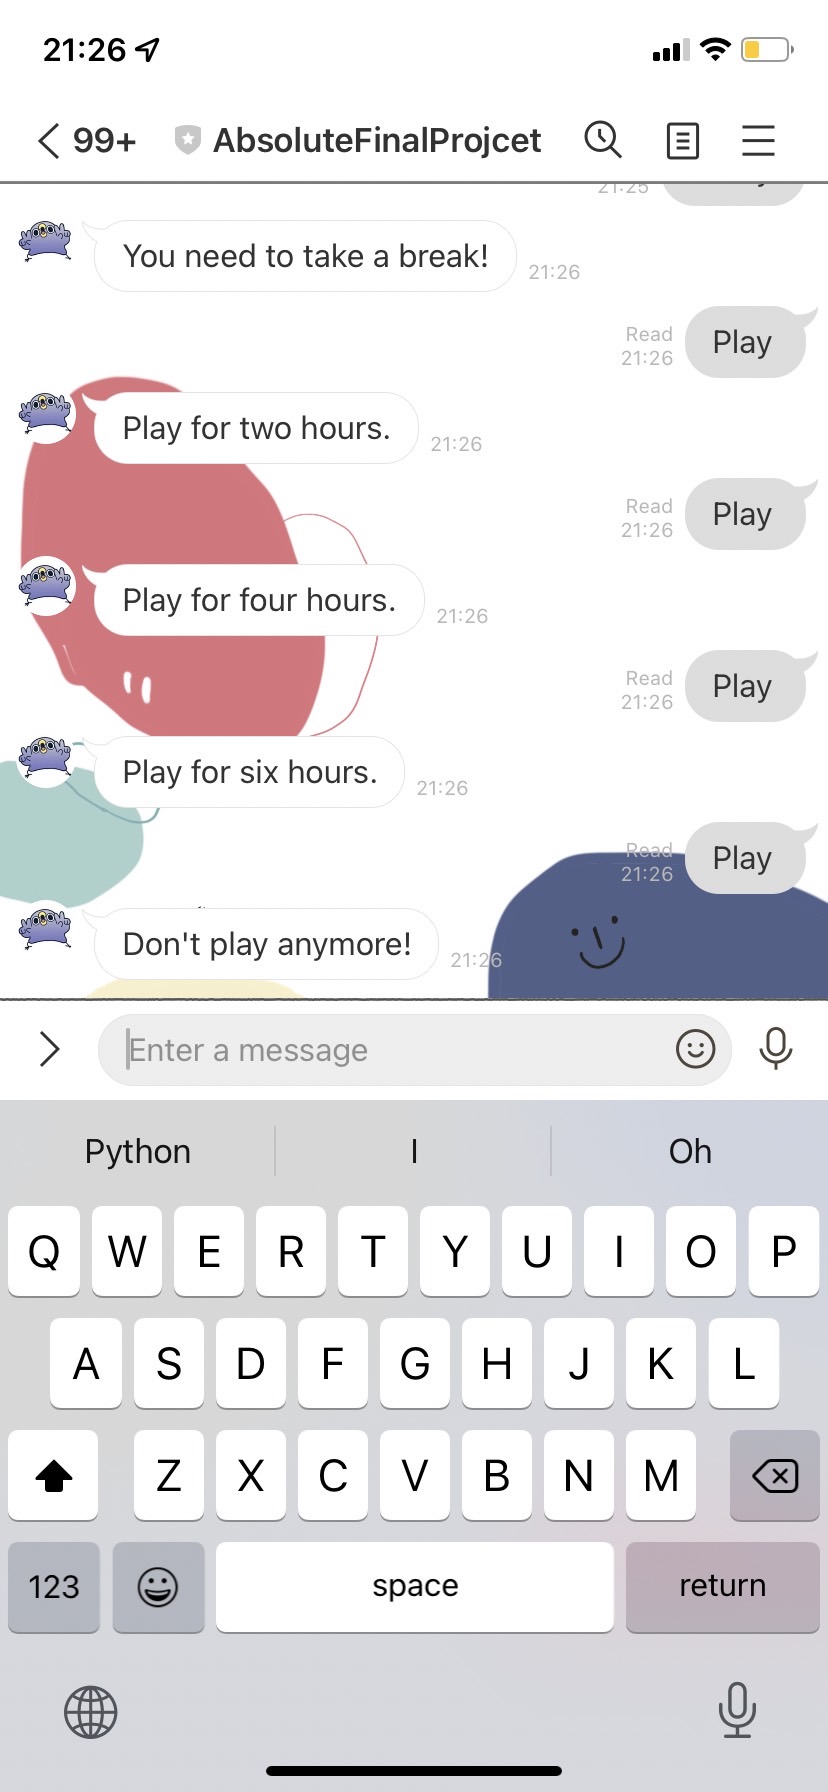 21:26
99+ AbsoluteFinalProjcet
21:25
You need to take a break!
21:26
Read
21:26
Play
Play for two hours.
21:26
Read
21:26
Play
Play for four hours.
21:26
Read
21:26
Play
Play for six hours.
21:26
Read
21:26
Play
Don't play anymore!
21:26
Enter a message
Python I Oh
Q W E R T Y U I O P
A S D F G H J K L
Z X C V B N M
123 space return